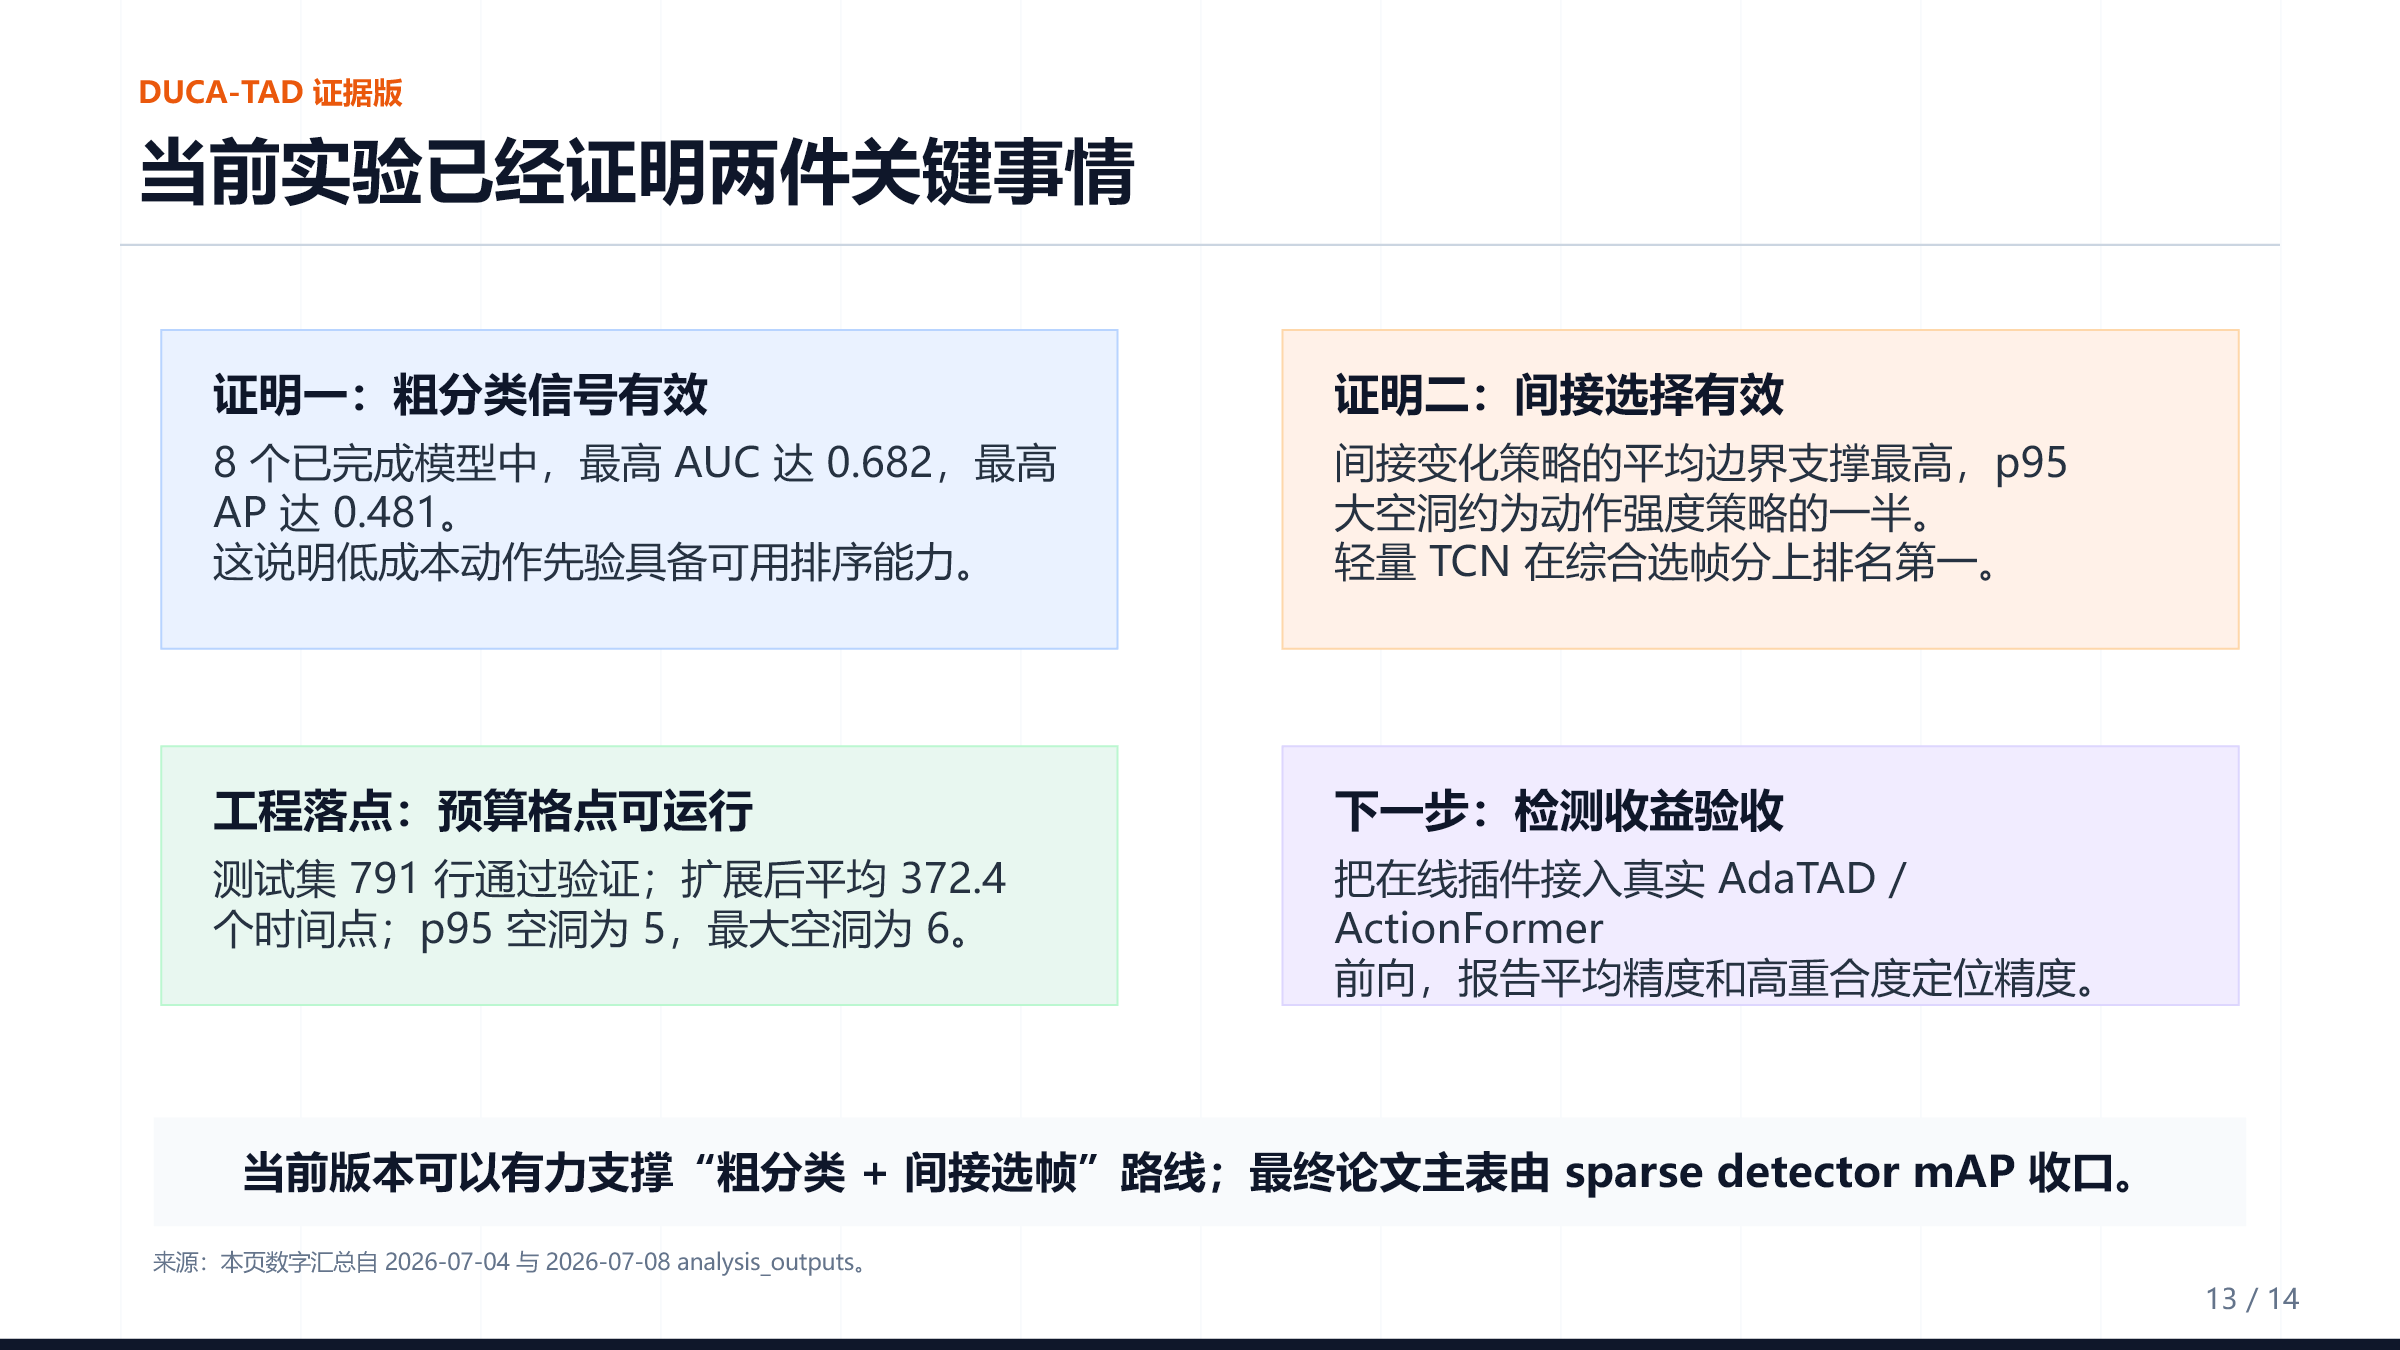 DUCA-TAD 证据版
当前实验已经证明两件关键事情
证明一：粗分类信号有效
8 个已完成模型中，最高 AUC 达 0.682，最高
AP 达 0.481。
这说明低成本动作先验具备可用排序能力。
证明二：间接选择有效
间接变化策略的平均边界支撑最高，p95
大空洞约为动作强度策略的一半。
轻量 TCN 在综合选帧分上排名第一。
工程落点：预算格点可运行
测试集 791 行通过验证；扩展后平均 372.4
个时间点；p95 空洞为 5，最大空洞为 6。
下一步：检测收益验收
把在线插件接入真实 AdaTAD /
ActionFormer
前向，报告平均精度和高重合度定位精度。
当前版本可以有力支撑“粗分类 + 间接选帧”路线；最终论文主表由 sparse detector mAP 收口。
来源：本页数字汇总自 2026-07-04 与 2026-07-08 analysis_outputs。
13 / 14